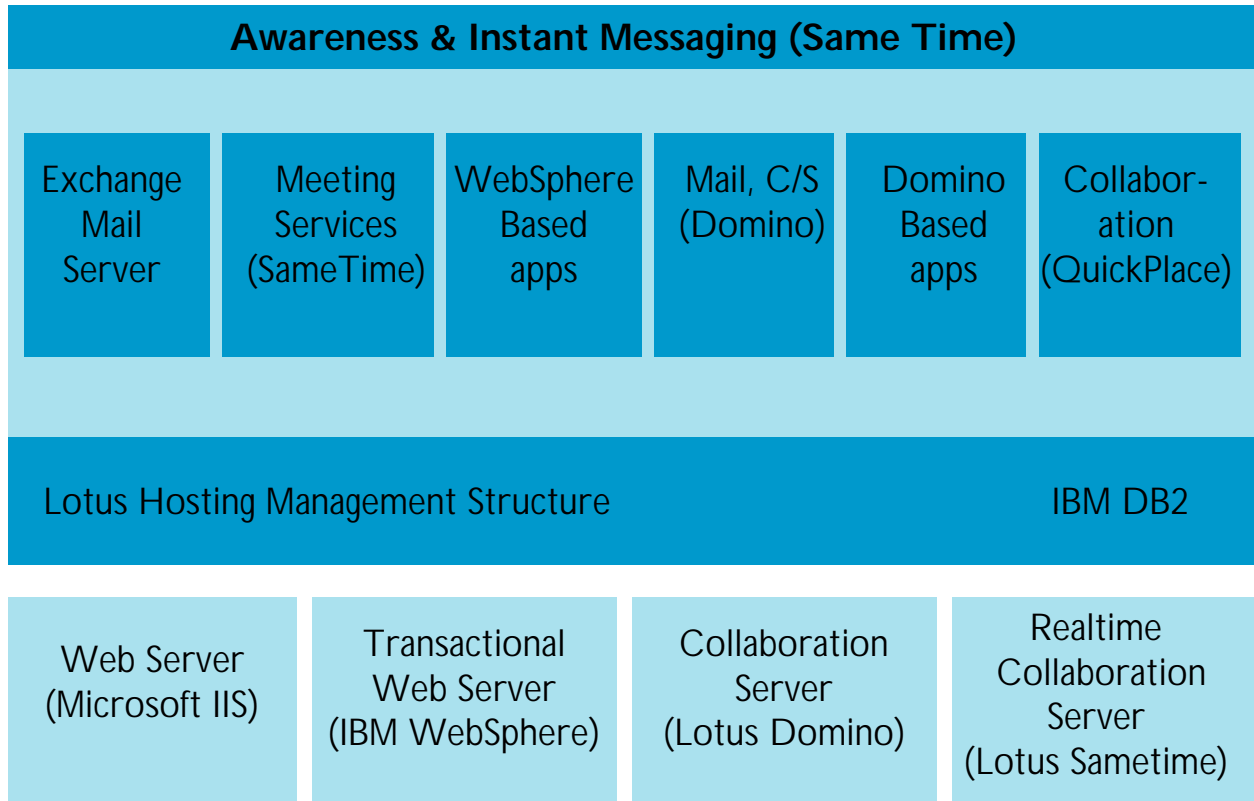 Awareness & Instant Messaging (Same Time)
Exchange
Mail
Server
Meeting
Services
(SameTime)
WebSphere
Based
apps
Mail, C/S
(Domino)
Domino
Based
apps
Collabor-
ation
(QuickPlace)
Lotus Hosting Management Structure
IBM DB2
Web Server
(Microsoft IIS)
Transactional
Web Server
(IBM WebSphere)
Collaboration
Server
(Lotus Domino)
Realtime
Collaboration
Server
(Lotus Sametime)